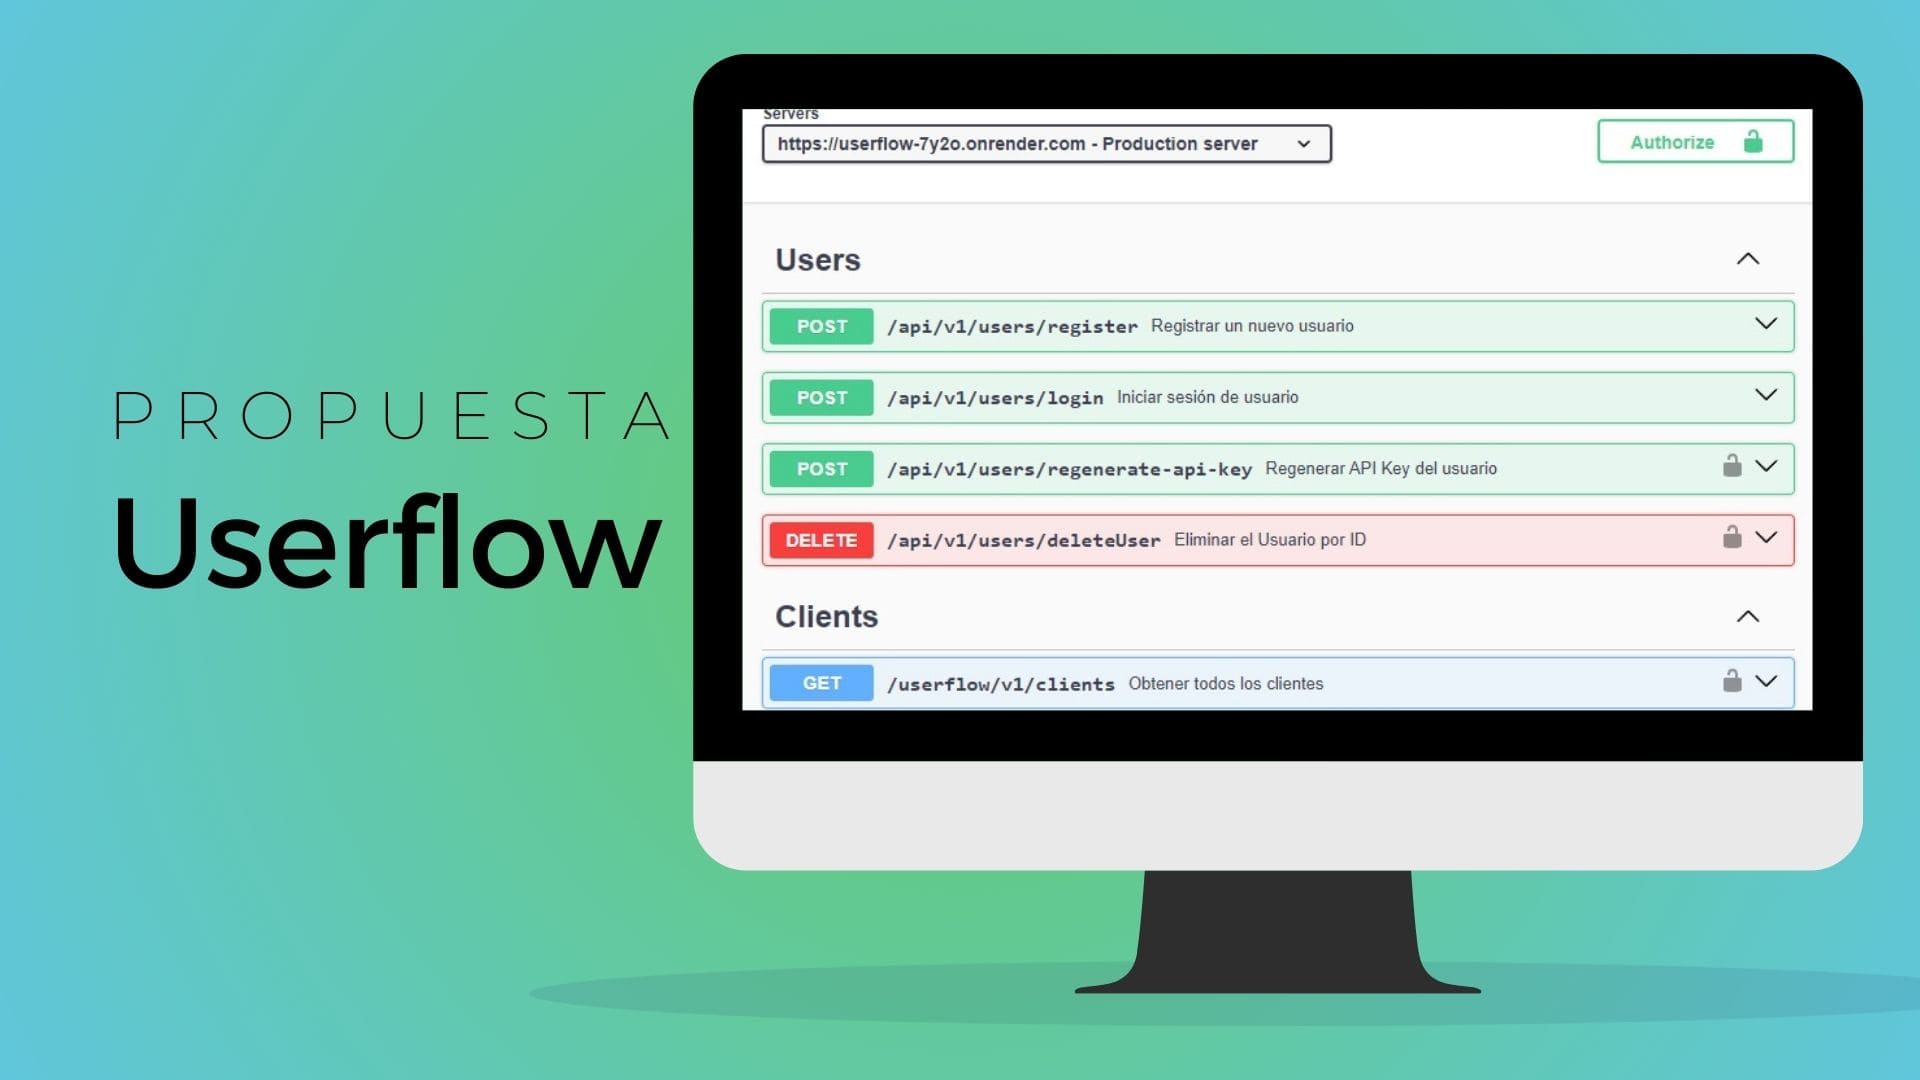 PROPUESTA
Userflow
Servers
https://userflow-7y2o.onrender.com - Production server
Authorize
Users
POST /api/v1/users/register Registrar un nuevo usuario
POST /api/v1/users/login Iniciar sesión de usuario
POST /api/v1/users/regenerate-api-key Regenerar API Key del usuario
DELETE /api/v1/users/deleteUser Eliminar el Usuario por ID
Clients
GET /userflow/v1/clients Obtener todos los clientes